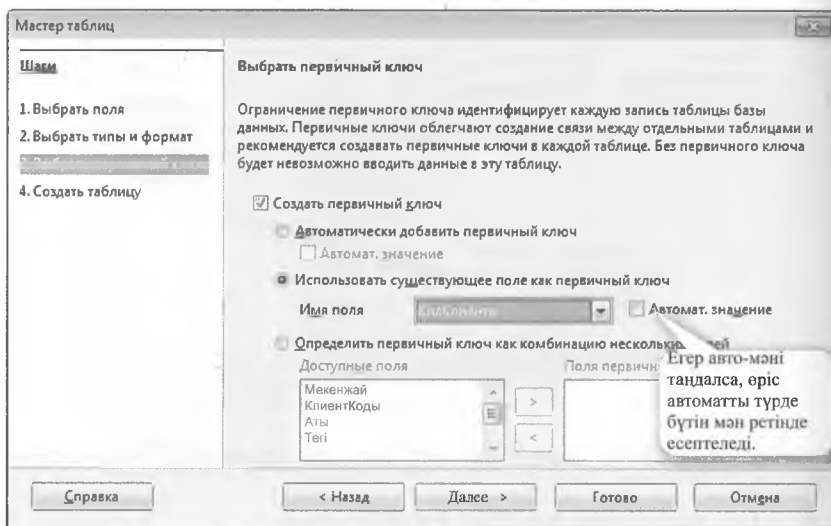 Мастер таблиц
Шаги
1. Выбрать поля
2. Выбрать типы и формат
4. Создать таблицу
Выбрать первичный ключ
Ограничение первичного ключа идентифицирует каждую запись таблицы базы
данных. Первичные ключи облегчают создание связи между отдельными таблицами и
рекомендуется создавать первичные ключи в каждой таблице. Без первичного ключа
будет невозможно вводить данные в эту таблицу.
Создать первичный ключ
Автоматически добавить первичный ключ
Автомат. значение
Использовать существующее поле как первичный ключ
Имя поля
Автомат. значение
Определить первичный ключ как комбинацию
Доступные поля
Поля
Мекенжай
КлиентКоды
Аты
Тегі
>
<
Егер авто-мәні
таңдалса, өріс
автоматты түрде
бүтін мән ретінде
есептеледі.
Справка
< Назад
Далее >
Готово
Отмена